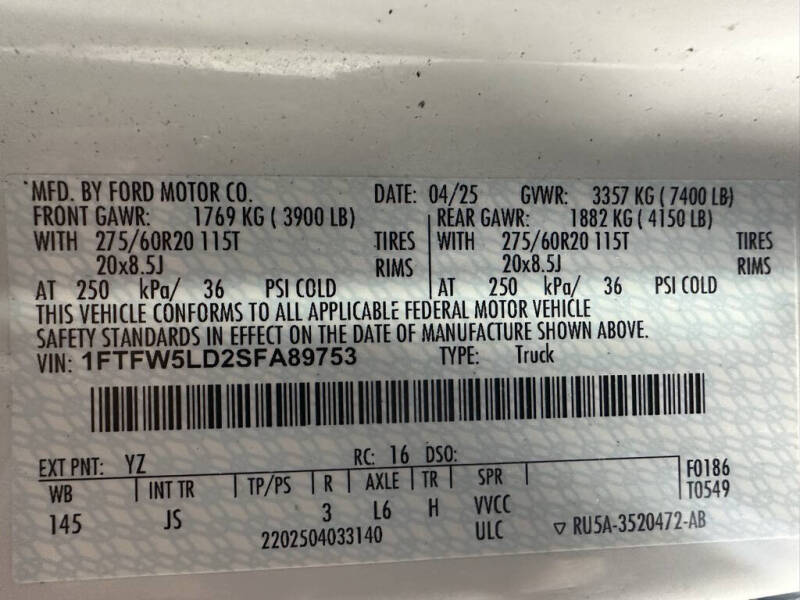 MFD. BY FORD MOTOR CO. DATE: 04/25 GVWR: 3357 KG ( 7400 LB)
FRONT GAWR: 1769 KG ( 3900 LB) REAR GAWR: 1882 KG ( 4150 LB)
WITH 275/60R20 115T TIRES WITH 275/60R20 115T TIRES
20x8.5J RIMS 20x8.5J RIMS
AT 250 kPa/ 36 PSI COLD AT 250 kPa/ 36 PSI COLD
THIS VEHICLE CONFORMS TO ALL APPLICABLE FEDERAL MOTOR VEHICLE
SAFETY STANDARDS IN EFFECT ON THE DATE OF MANUFACTURE SHOWN ABOVE.
VIN: 1FTFW5LD2SFA89753 TYPE: Truck
EXT PNT: YZ RC: 16 DSO:
WB INT TR TP/PS R AXLE TR SPR F0186
145 JS 3 L6 H VVCC T0549
2202504033140 ULC ▽ RU5A-3520472-AB